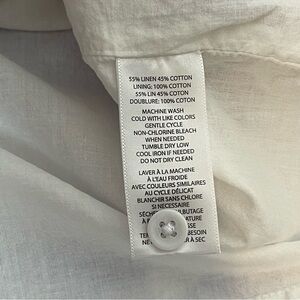 55% LINEN 45% COTTON
LINING: 100% COTTON
55% LIN 45% COTON
DOUBLURE: 100% COTTON
MACHINE WASH
COLD WITH LIKE COLORS
GENTLE CYCLE
NON-CHLORINE BLEACH
WHEN NEEDED
TUMBLE DRY LOW
COOL IRON IF NEEDED
DO NOT DRY CLEAN
LAVER À LA MACHINE
À L'EAU FROIDE
AVEC COULEURS SIMILAIRES
AU CYCLE DÉLICAT
BLANCHIR SANS CHLORE
SI NÉCESSAIRE